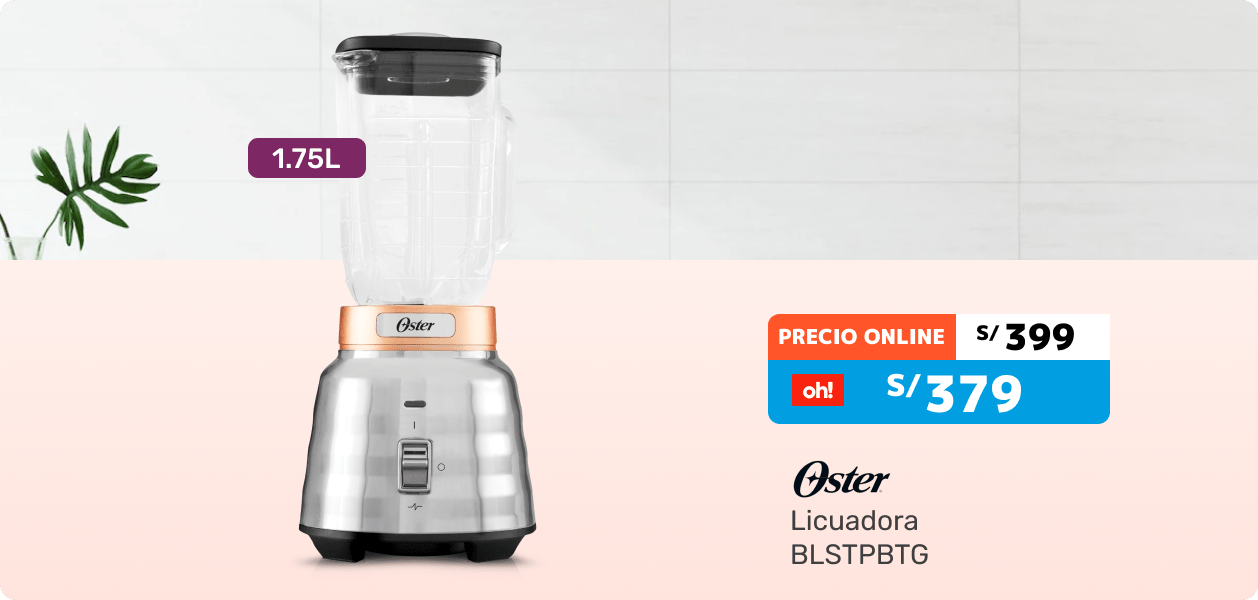 1.75L
Oster
PRECIO ONLINE S/ 399
oh! S/ 379
Oster
Licuadora
BLSTPBTG